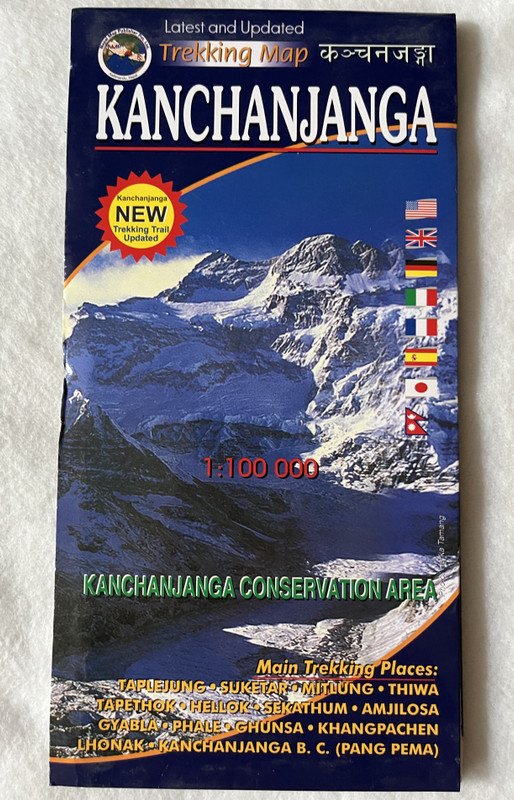 Latest and Updated
Trekking Map कञ्चनजङ्गा
KANCHANJANGA
Kanchanjanga
NEW
Trekking Trail
Updated
1:100 000
Tamang
KANCHANJANGA CONSERVATION AREA
Main Trekking Places:
TAPLEJUNG • SUKETAR • MITLUNG • THIWA
TAPETHOK • HELLOK • SEKATHUM • AMJILOSA
GYABLA • PHALE • GHUNSA • KHANGPACHEN
LHONAK • KANCHANJANGA B. C. (PANG PEMA)